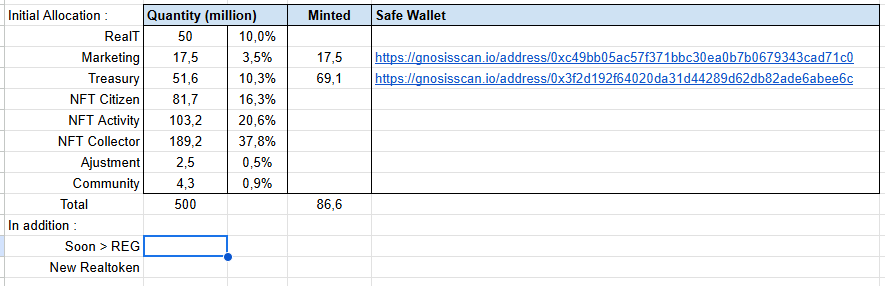 Initial Allocation : Quantity (million) Minted Safe Wallet
RealT 50 10,0%
Marketing 17,5 3,5% 17,5 https://gnosisscan.io/address/0xc49bb05ac57f371bbc30ea0b7b0679343cad71c0
Treasury 51,6 10,3% 69,1 https://gnosisscan.io/address/0x3f2d192f64020da31d44289d62db82ade6abee6c
NFT Citizen 81,7 16,3%
NFT Activity 103,2 20,6%
NFT Collector 189,2 37,8%
Ajustment 2,5 0,5%
Community 4,3 0,9%
Total 500 86,6
In addition :
Soon > REG
New Realtoken